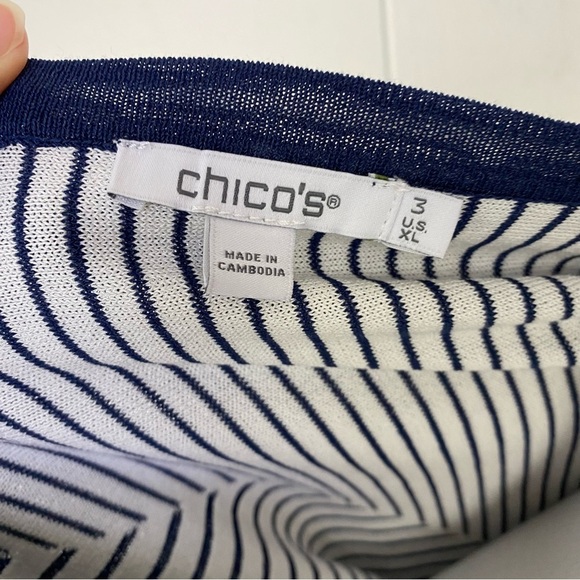 chico's®
3
U.S.
XL
MADE IN
CAMBODIA